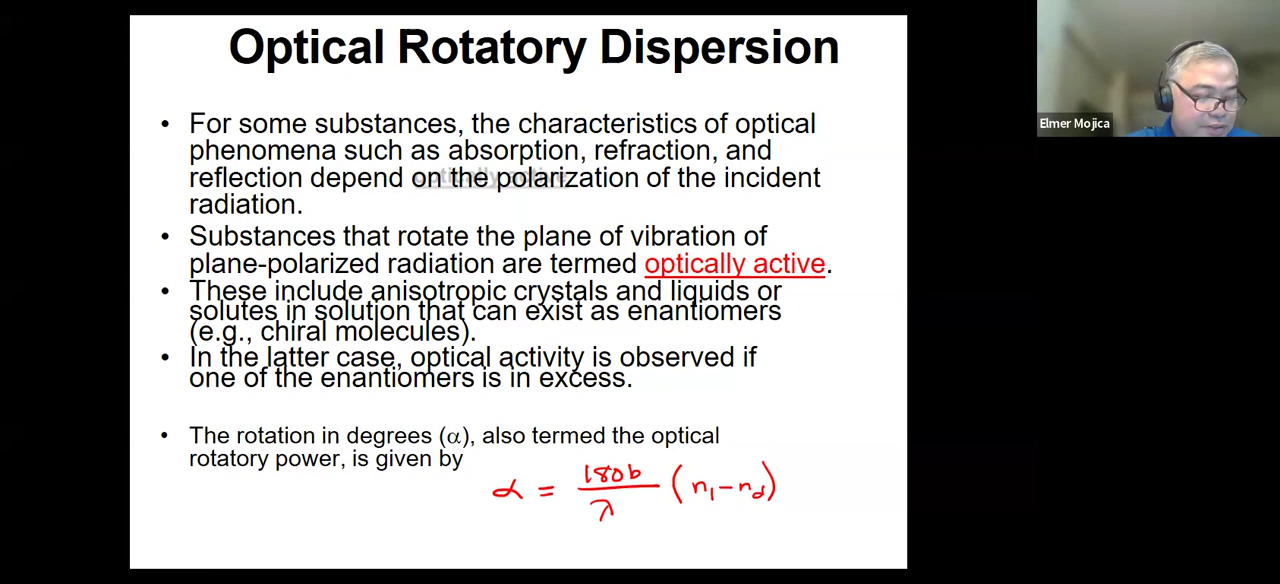 Optical Rotatory Dispersion
• For some substances, the characteristics of optical
phenomena such as absorption, refraction, and
reflection depend on the polarization of the incident
radiation.
optically active
• Substances that rotate the plane of vibration of
plane-polarized radiation are termed optically active.
• These include anisotropic crystals and liquids or
solutes in solution that can exist as enantiomers
(e.g., chiral molecules).
• In the latter case, optical activity is observed if
one of the enantiomers is in excess.
• The rotation in degrees (α), also termed the optical
rotatory power, is given by
α = 180b/λ (n₁ − n_d)
Elmer Mojica